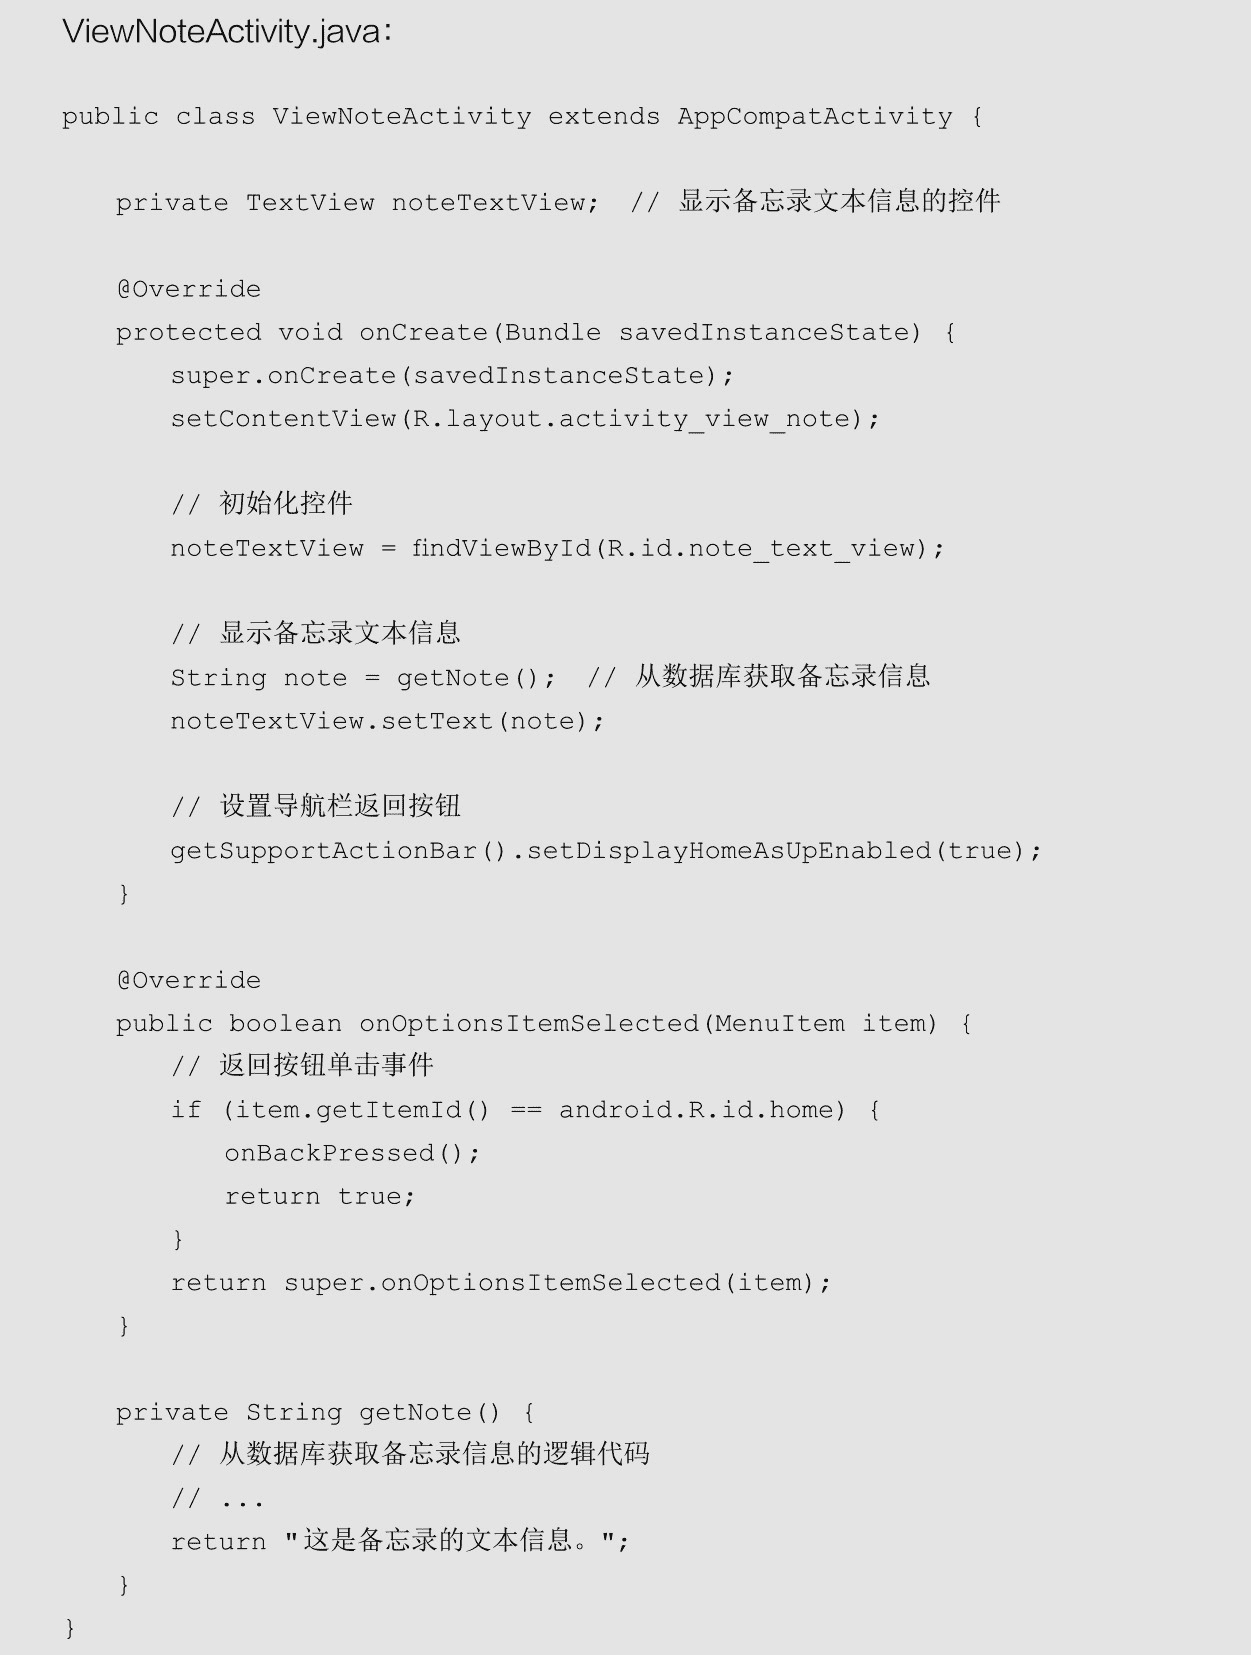 ViewNoteActivity.java：
public class ViewNoteActivity extends AppCompatActivity {
private TextView noteTextView; // 显示备忘录文本信息的控件
@Override
protected void onCreate(Bundle savedInstanceState) {
super.onCreate(savedInstanceState);
setContentView(R.layout.activity_view_note);
// 初始化控件
noteTextView = findViewById(R.id.note_text_view);
// 显示备忘录文本信息
String note = getNote(); // 从数据库获取备忘录信息
noteTextView.setText(note);
// 设置导航栏返回按钮
getSupportActionBar().setDisplayHomeAsUpEnabled(true);
}
@Override
public boolean onOptionsItemSelected(MenuItem item) {
// 返回按钮单击事件
if (item.getItemId() == android.R.id.home) {
onBackPressed();
return true;
}
return super.onOptionsItemSelected(item);
}
private String getNote() {
// 从数据库获取备忘录信息的逻辑代码
// ...
return "这是备忘录的文本信息。";
}
}